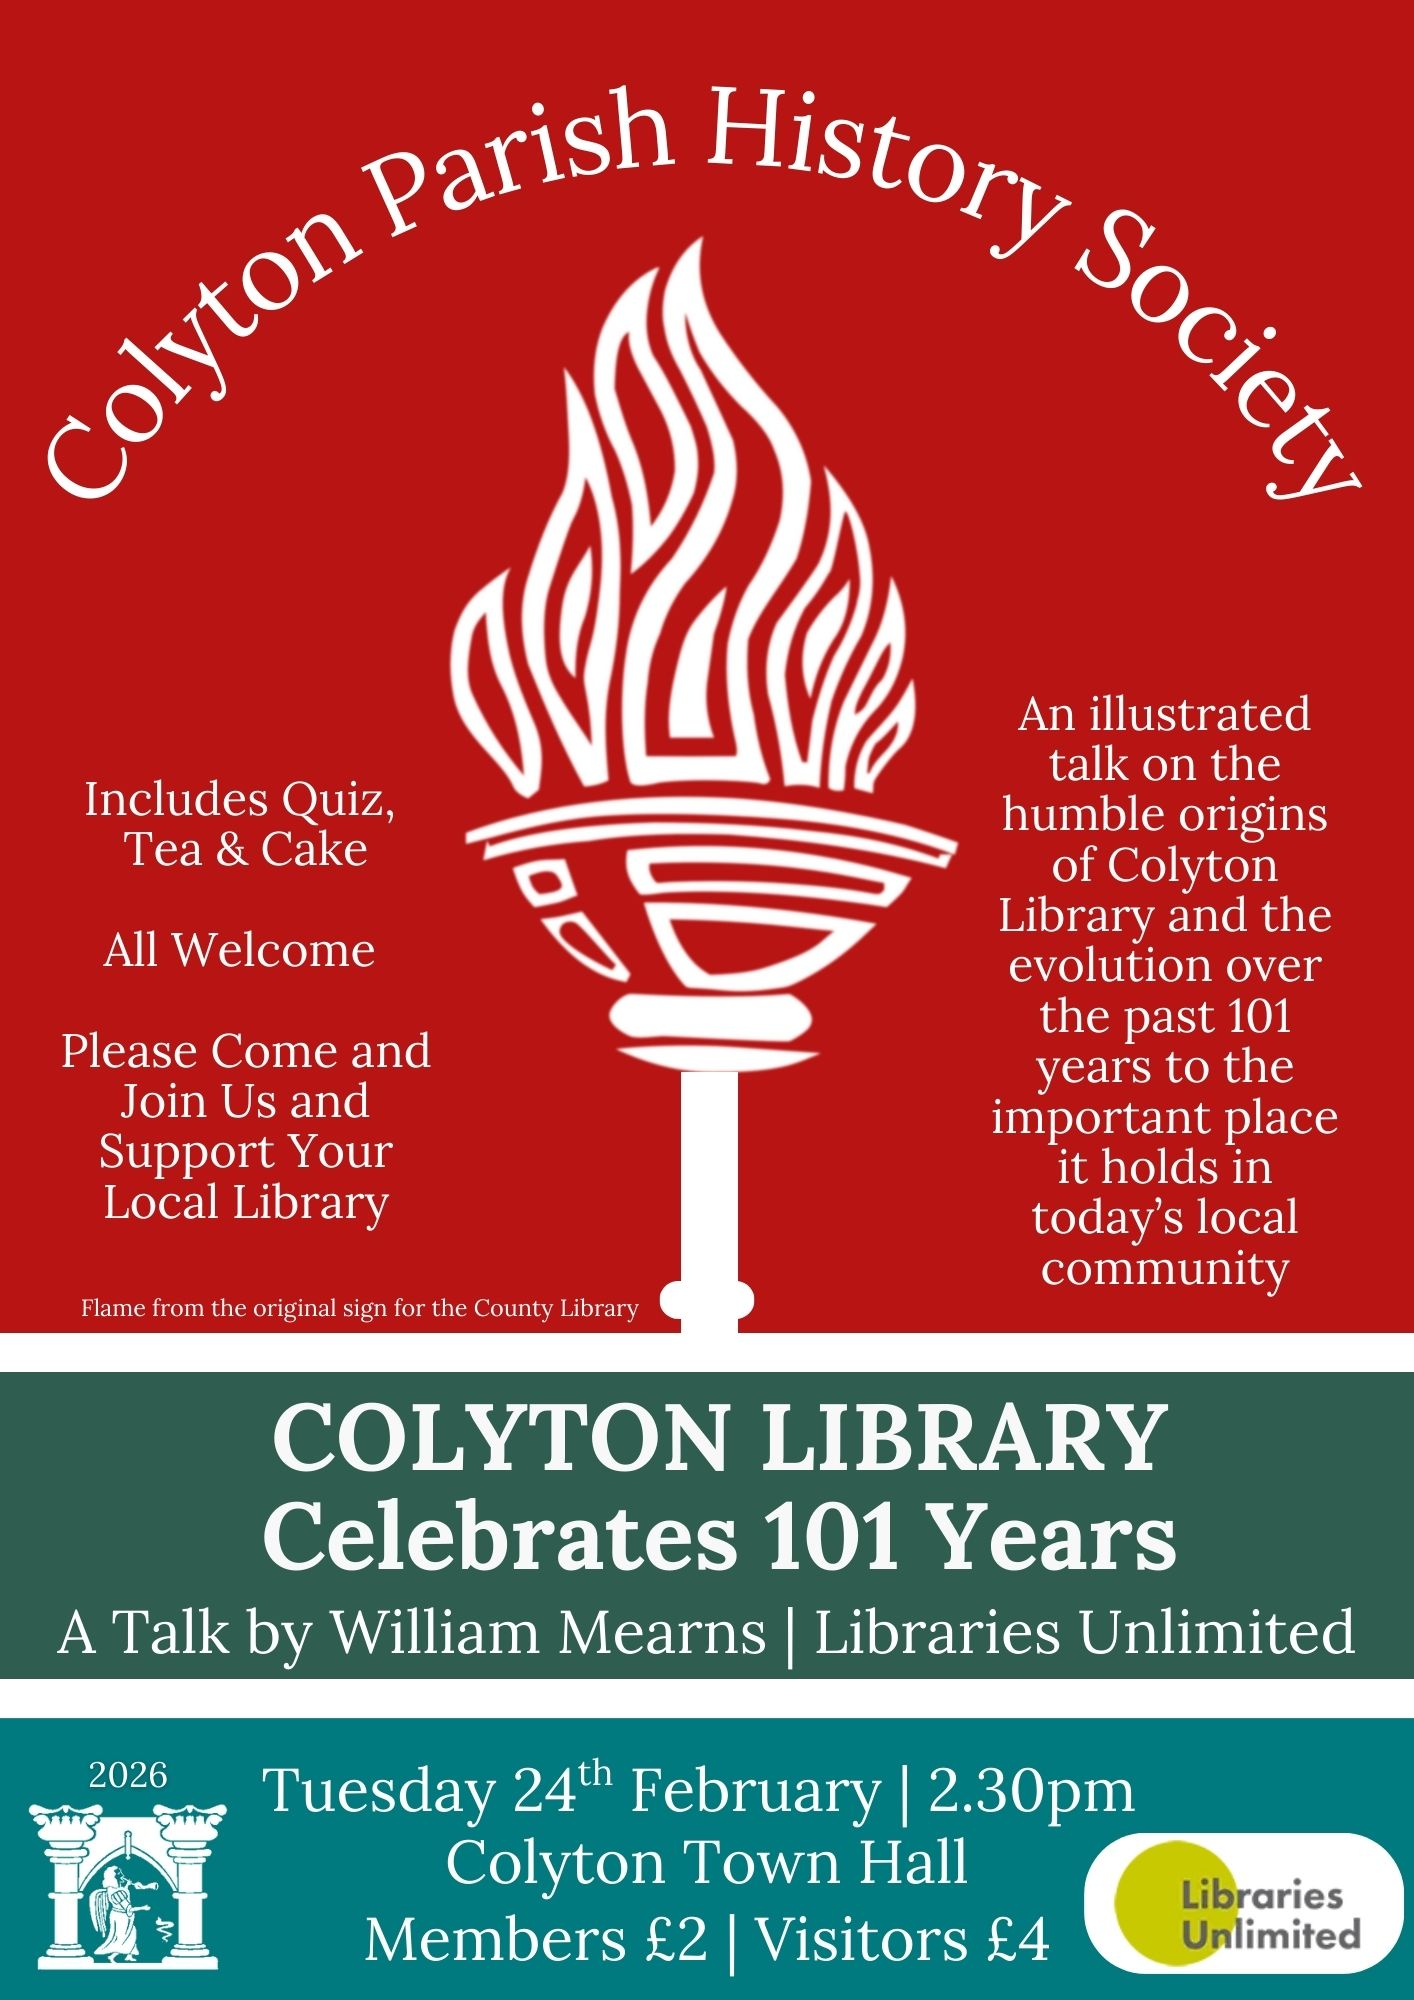 Colyton Parish History Society
Includes Quiz,
Tea & Cake
All Welcome
Please Come and
Join Us and
Support Your
Local Library
An illustrated
talk on the
humble origins
of Colyton
Library and the
evolution over
the past 101
years to the
important place
it holds in
today’s local
community
Flame from the original sign for the County Library
COLYTON LIBRARY
Celebrates 101 Years
A Talk by William Mearns | Libraries Unlimited
2026
Tuesday 24th February | 2.30pm
Colyton Town Hall
Members £2 | Visitors £4
Libraries
Unlimited